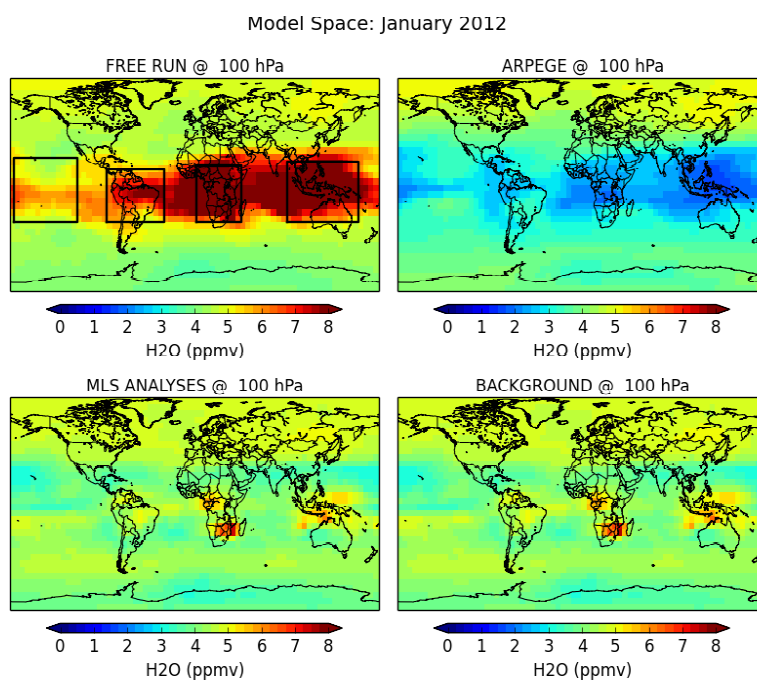 Model Space: January 2012
FREE RUN @ 100 hPa
ARPEGE @ 100 hPa
0 1 2 3 4 5 6 7 8
0 1 2 3 4 5 6 7 8
H2O (ppmv)
H2O (ppmv)
MLS ANALYSES @ 100 hPa
BACKGROUND @ 100 hPa
0 1 2 3 4 5 6 7 8
0 1 2 3 4 5 6 7 8
H2O (ppmv)
H2O (ppmv)